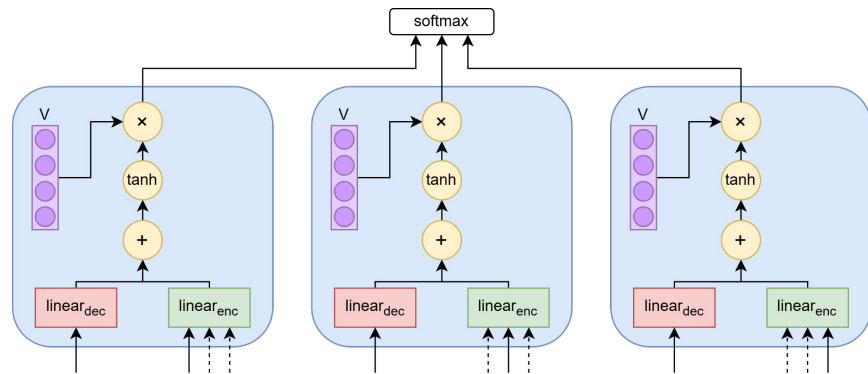 softmax
V × V × V ×
tanh tanh tanh
+ + +
linear_dec linear_enc linear_dec linear_enc linear_dec linear_enc